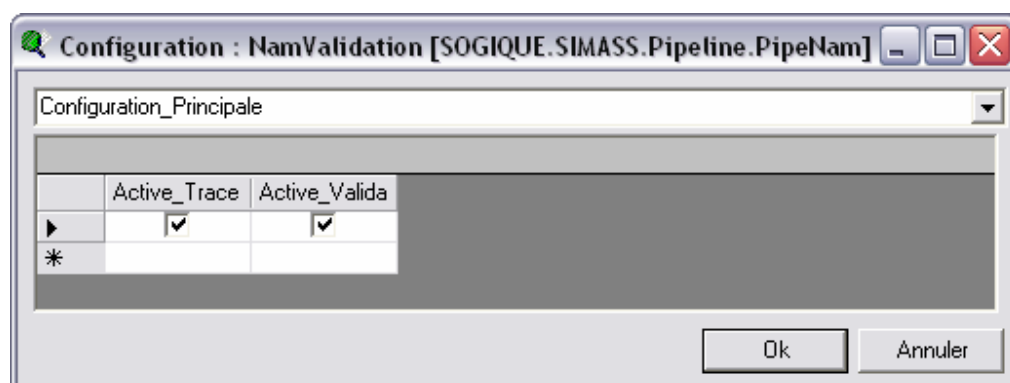 Configuration : NamValidation [SOGIQUE.SIMASS.Pipeline.PipeNam]
Configuration_Principale
Active_Trace Active_Valida
Ok Annuler